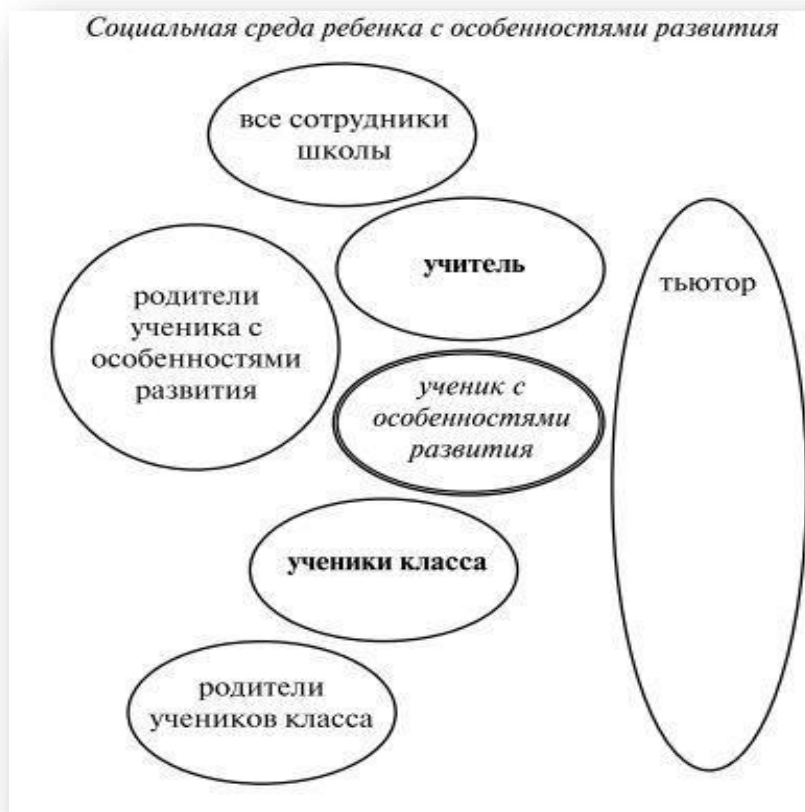 Социальная среда ребенка с особенностями развития
все сотрудники
школы
учитель
тьютор
родители
ученика с
особенностями
развития
ученик с
особенностями
развития
ученики класса
родители
учеников класса